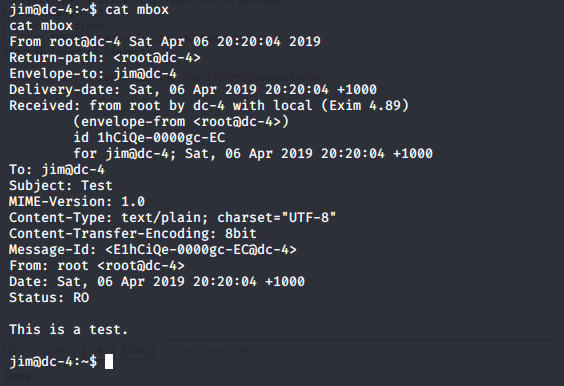 jim@dc-4:~$ cat mbox
cat mbox
From root@dc-4 Sat Apr 06 20:20:04 2019
Return-path: <root@dc-4>
Envelope-to: jim@dc-4
Delivery-date: Sat, 06 Apr 2019 20:20:04 +1000
Received: from root by dc-4 with local (Exim 4.89)
        (envelope-from <root@dc-4>)
        id 1hCiQe-0000gc-EC
        for jim@dc-4; Sat, 06 Apr 2019 20:20:04 +1000
To: jim@dc-4
Subject: Test
MIME-Version: 1.0
Content-Type: text/plain; charset="UTF-8"
Content-Transfer-Encoding: 8bit
Message-Id: <E1hCiQe-0000gc-EC@dc-4>
From: root <root@dc-4>
Date: Sat, 06 Apr 2019 20:20:04 +1000
Status: RO

This is a test.

jim@dc-4:~$
Done